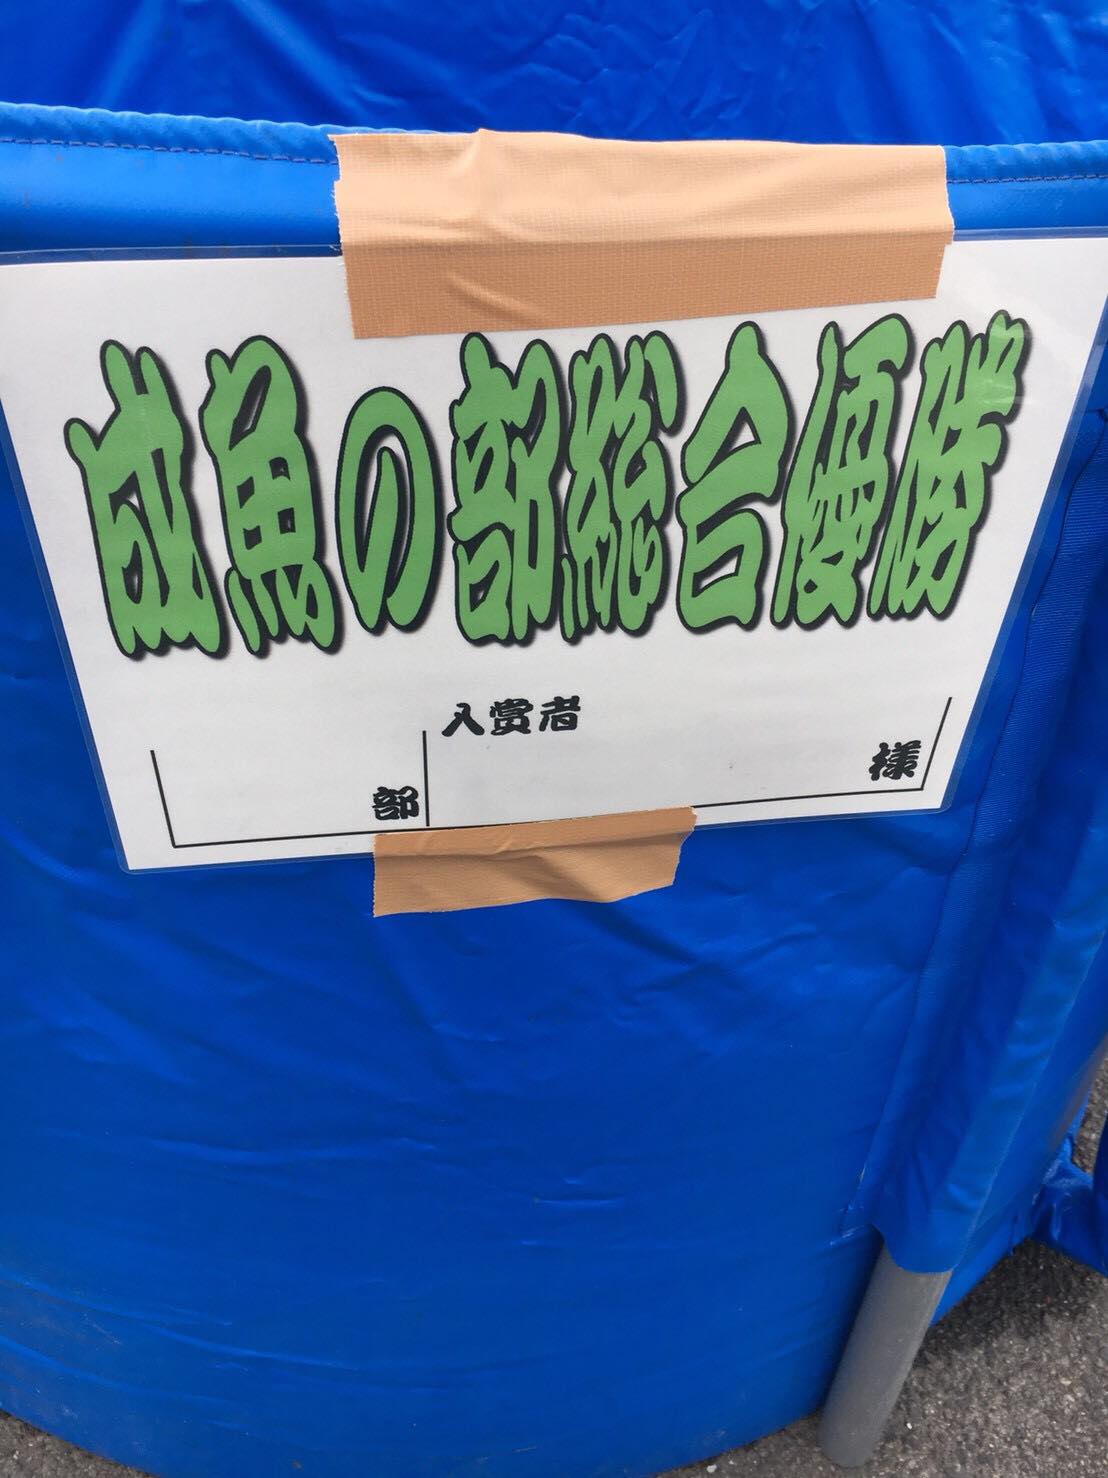 成魚の部総合優勝
入賞者
部 様